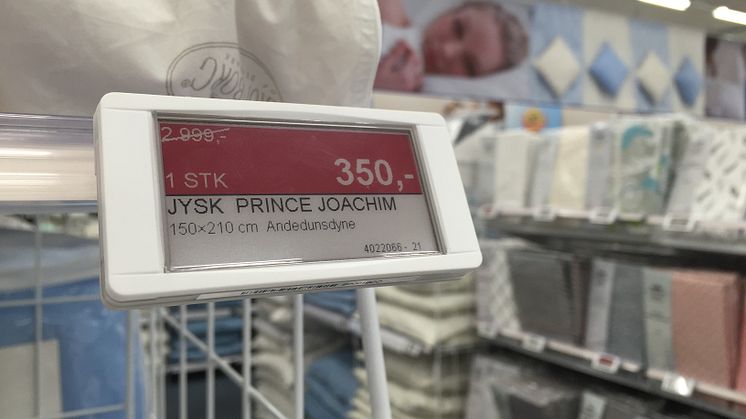 2.999,-
1 STK 350,-
JYSK PRINCE JOACHIM
150×210 cm Andedunsdyne
4022066 - 21